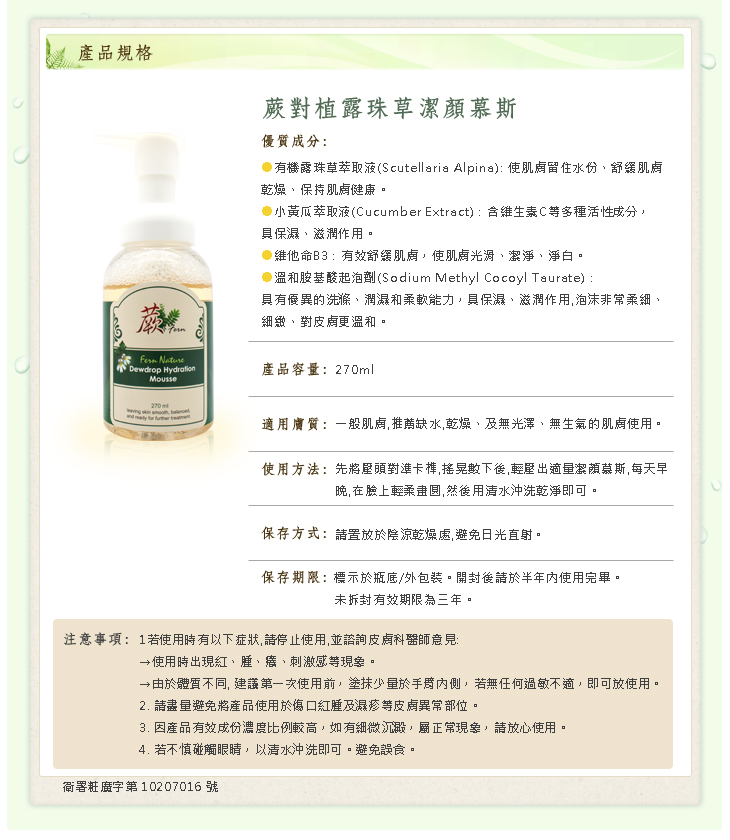 產品規格
蕨對植露珠草潔顏慕斯
優質成分:
有機露珠草萃取液(Scutellaria Alpina): 使肌膚留住水份、舒緩肌膚
乾燥、保持肌膚健康。
小黃瓜萃取液(Cucumber Extract) : 含維生素C等多種活性成分，
具保濕、滋潤作用。
維他命B3 : 有效舒緩肌膚，使肌膚光滑、潔淨、淨白。
溫和胺基酸起泡劑(Sodium Methyl Cocoyl Taurate) :
具有優異的洗滌、潤濕和柔軟能力，具保濕、滋潤作用,泡沫非常柔細、
細緻、對皮膚更溫和。
蕨
Fern
Fern Nature
Dewdrop Hydration
Mousse
270 ml
leaving skin smooth, balanced,
and ready for further treatment.
產品容量: 270ml
適用膚質: 一般肌膚,推薦缺水,乾燥、及無光澤、無生氣的肌膚使用。
使用方法: 先將壓頭對準卡榫,搖晃數下後,輕壓出適量潔顏慕斯,每天早
晚,在臉上輕柔畫圓,然後用清水沖洗乾淨即可。
保存方式: 請置放於陰涼乾燥處,避免日光直射。
保存期限: 標示於瓶底/外包裝。開封後請於半年內使用完畢。
未拆封有效期限為三年。
注意事項: 1若使用時有以下症狀,請停止使用,並諮詢皮膚科醫師意見:
→使用時出現紅、腫、癢、刺激感等現象。
→由於體質不同, 建議第一次使用前，塗抹少量於手臂內側，若無任何過敏不適，即可放使用。
2. 請盡量避免將產品使用於傷口紅腫及濕疹等皮膚異常部位。
3. 因產品有效成份濃度比例較高，如有細微沉澱，屬正常現象，請放心使用。
4. 若不慎碰觸眼睛，以清水沖洗即可。避免誤食。
衛署粧廣字第 10207016 號